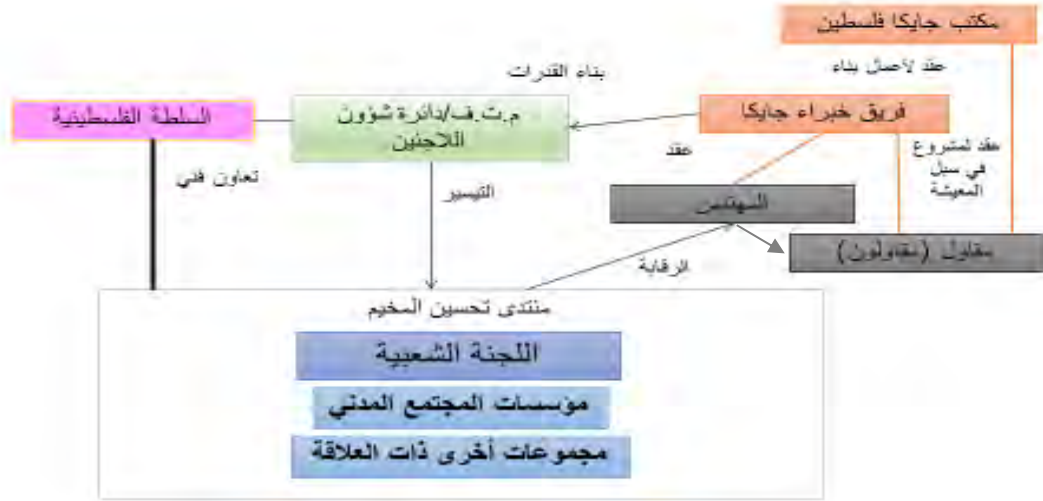 مكتب جايكا فلسطين
عقد لأعمال بناء
بناء القدرات
السلطة الفلسطينية
م.ت.ف/دائرة شؤون
اللاجئين
فريق خبراء جايكا
عقد لمشروع
في سبل
المعيشة
عقد
تعاون فني
التيسير
المهندس
مقاول (مقاولون)
الرقابة
منتدى تحسين المخيم
اللجنة الشعبية
مؤسسات المجتمع المدني
مجموعات أخرى ذات العلاقة